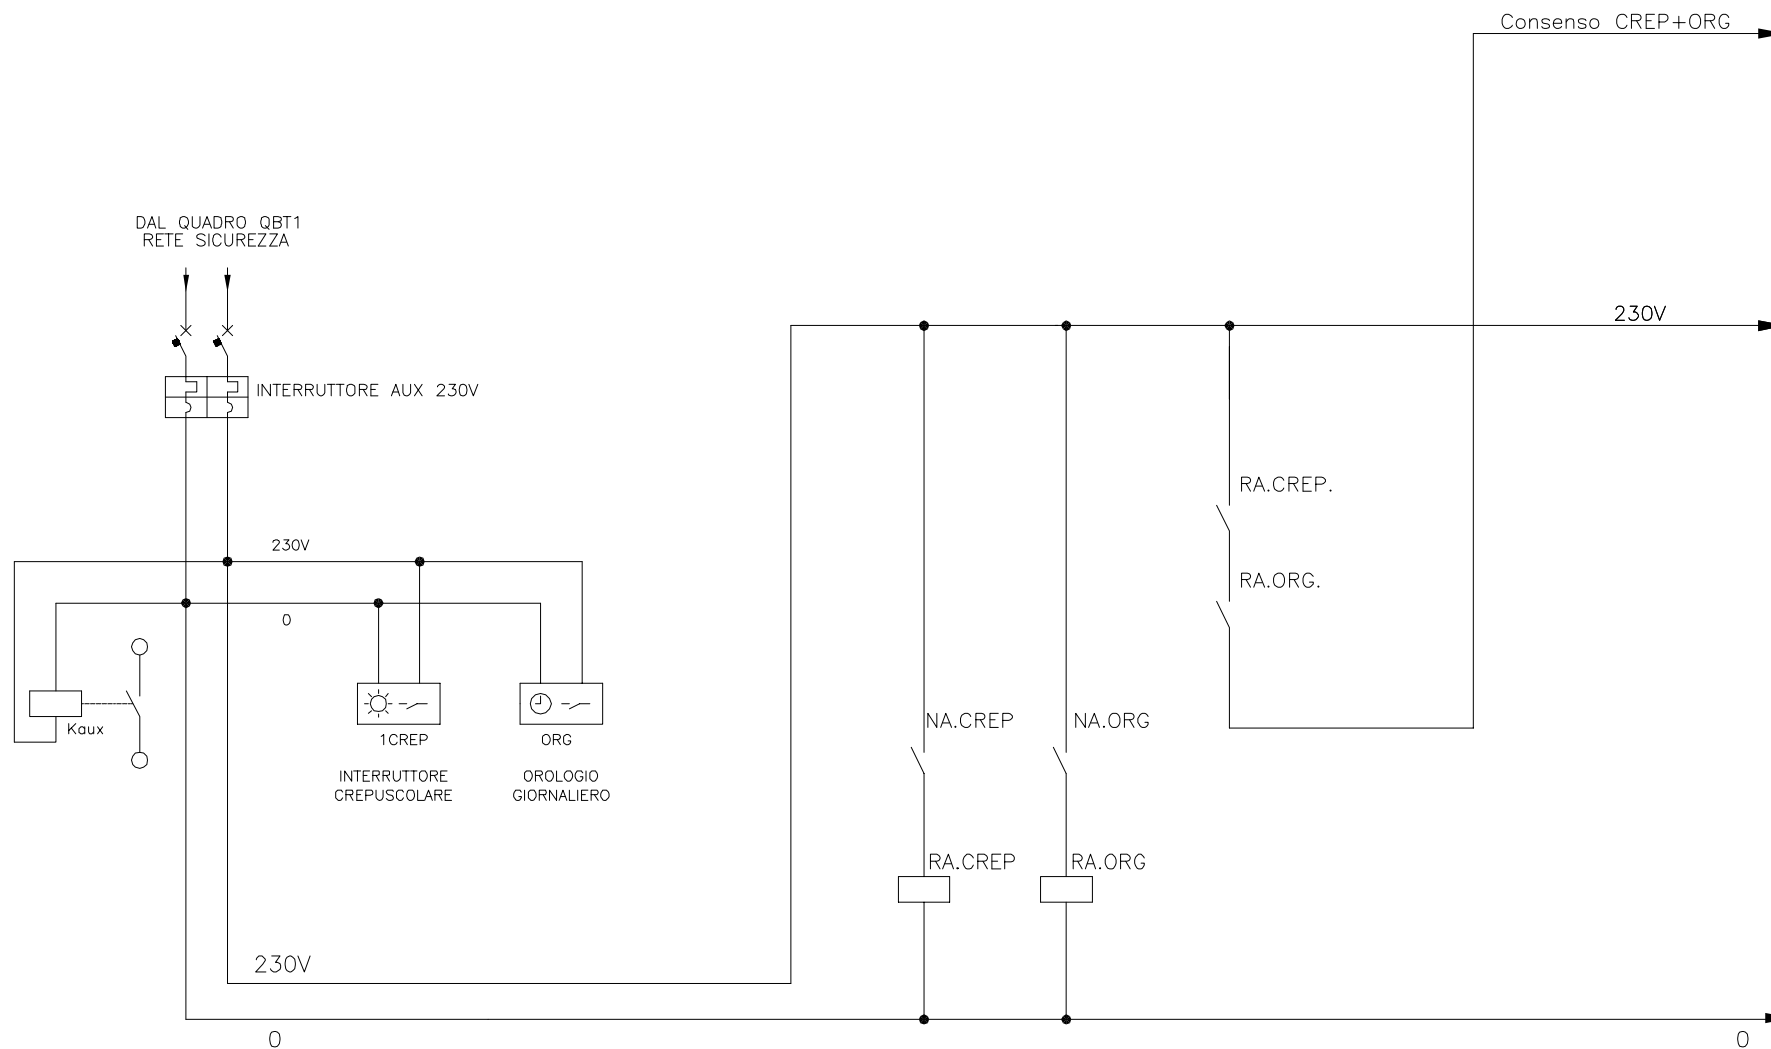 Consenso CREP+ORG
DAL QUADRO QBT1
RETE SICUREZZA
230V
INTERRUTTORE AUX 230V
RA.CREP.
230V
RA.ORG.
0
NA.CREP
NA.ORG
Kaux
1CREP
ORG
INTERRUTTORE
CREPUSCOLARE
OROLOGIO
GIORNALIERO
RA.CREP
RA.ORG
230V
0
0